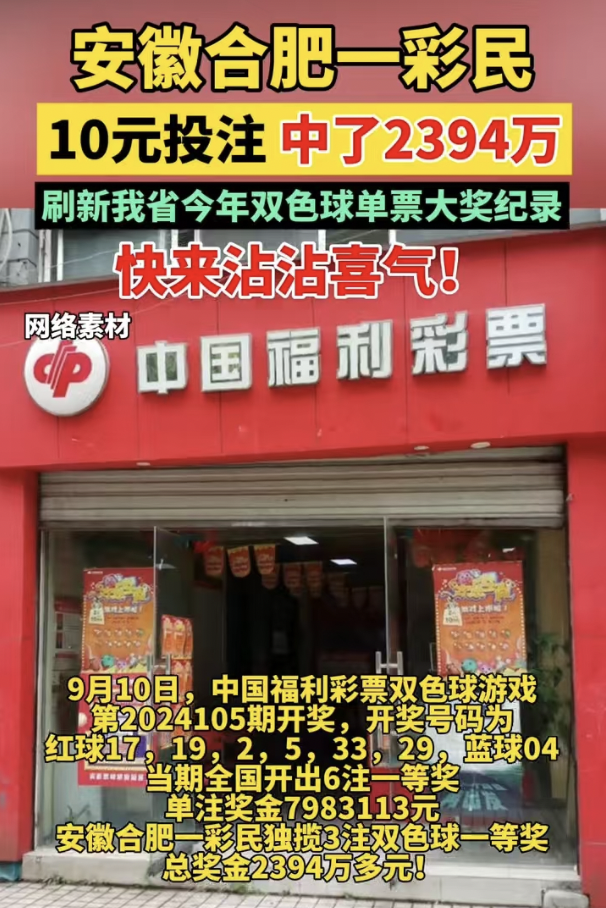 安徽合肥一彩民
10元投注 中了2394万
刷新我省今年双色球单票大奖纪录
快来沾沾喜气！
网络素材
中国福利彩票
9月10日，中国福利彩票双色球游戏
第2024105期开奖，开奖号码为
红球17，19，2，5，33，29，蓝球04
当期全国开出6注一等奖
单注奖金7983113元
安徽合肥一彩民独揽3注双色球一等奖
总奖金2394万多元！